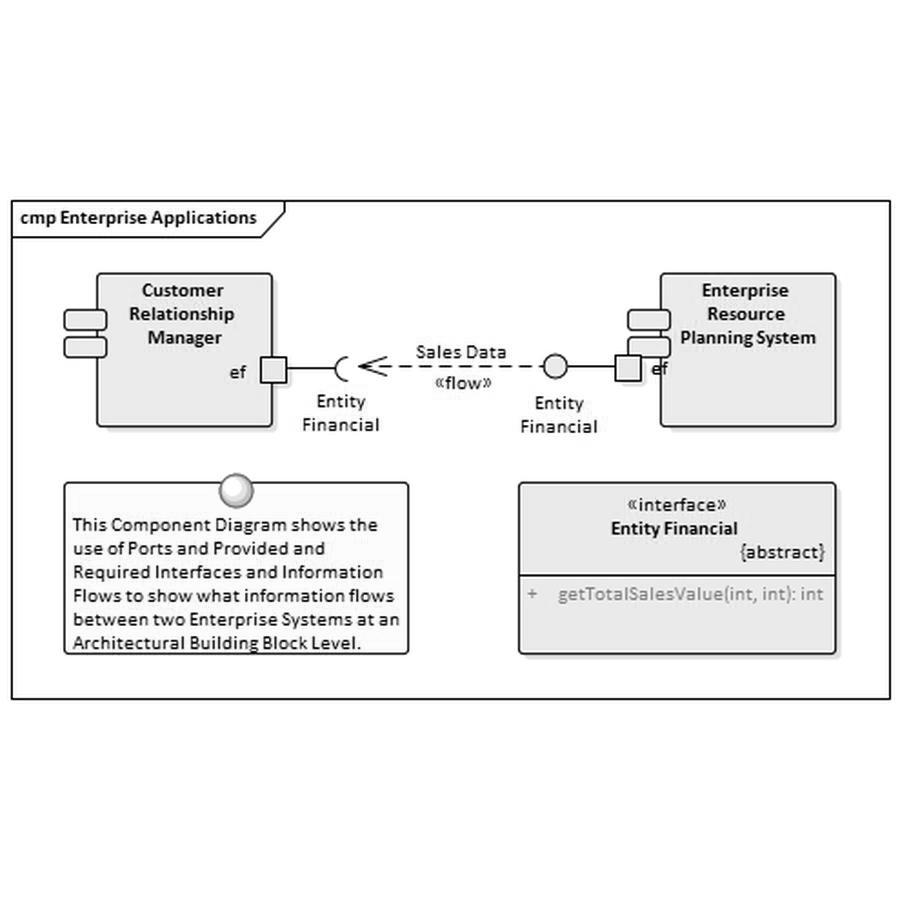 cmp Enterprise Applications
Customer
Relationship
Manager
ef
Entity
Financial
Sales Data
«flow»
Entity
Financial
Enterprise
Resource
Planning System
ef
This Component Diagram shows the
use of Ports and Provided and
Required Interfaces and Information
Flows to show what information flows
between two Enterprise Systems at an
Architectural Building Block Level.
«interface»
Entity Financial
{abstract}
+ getTotalSalesValue(int, int): int